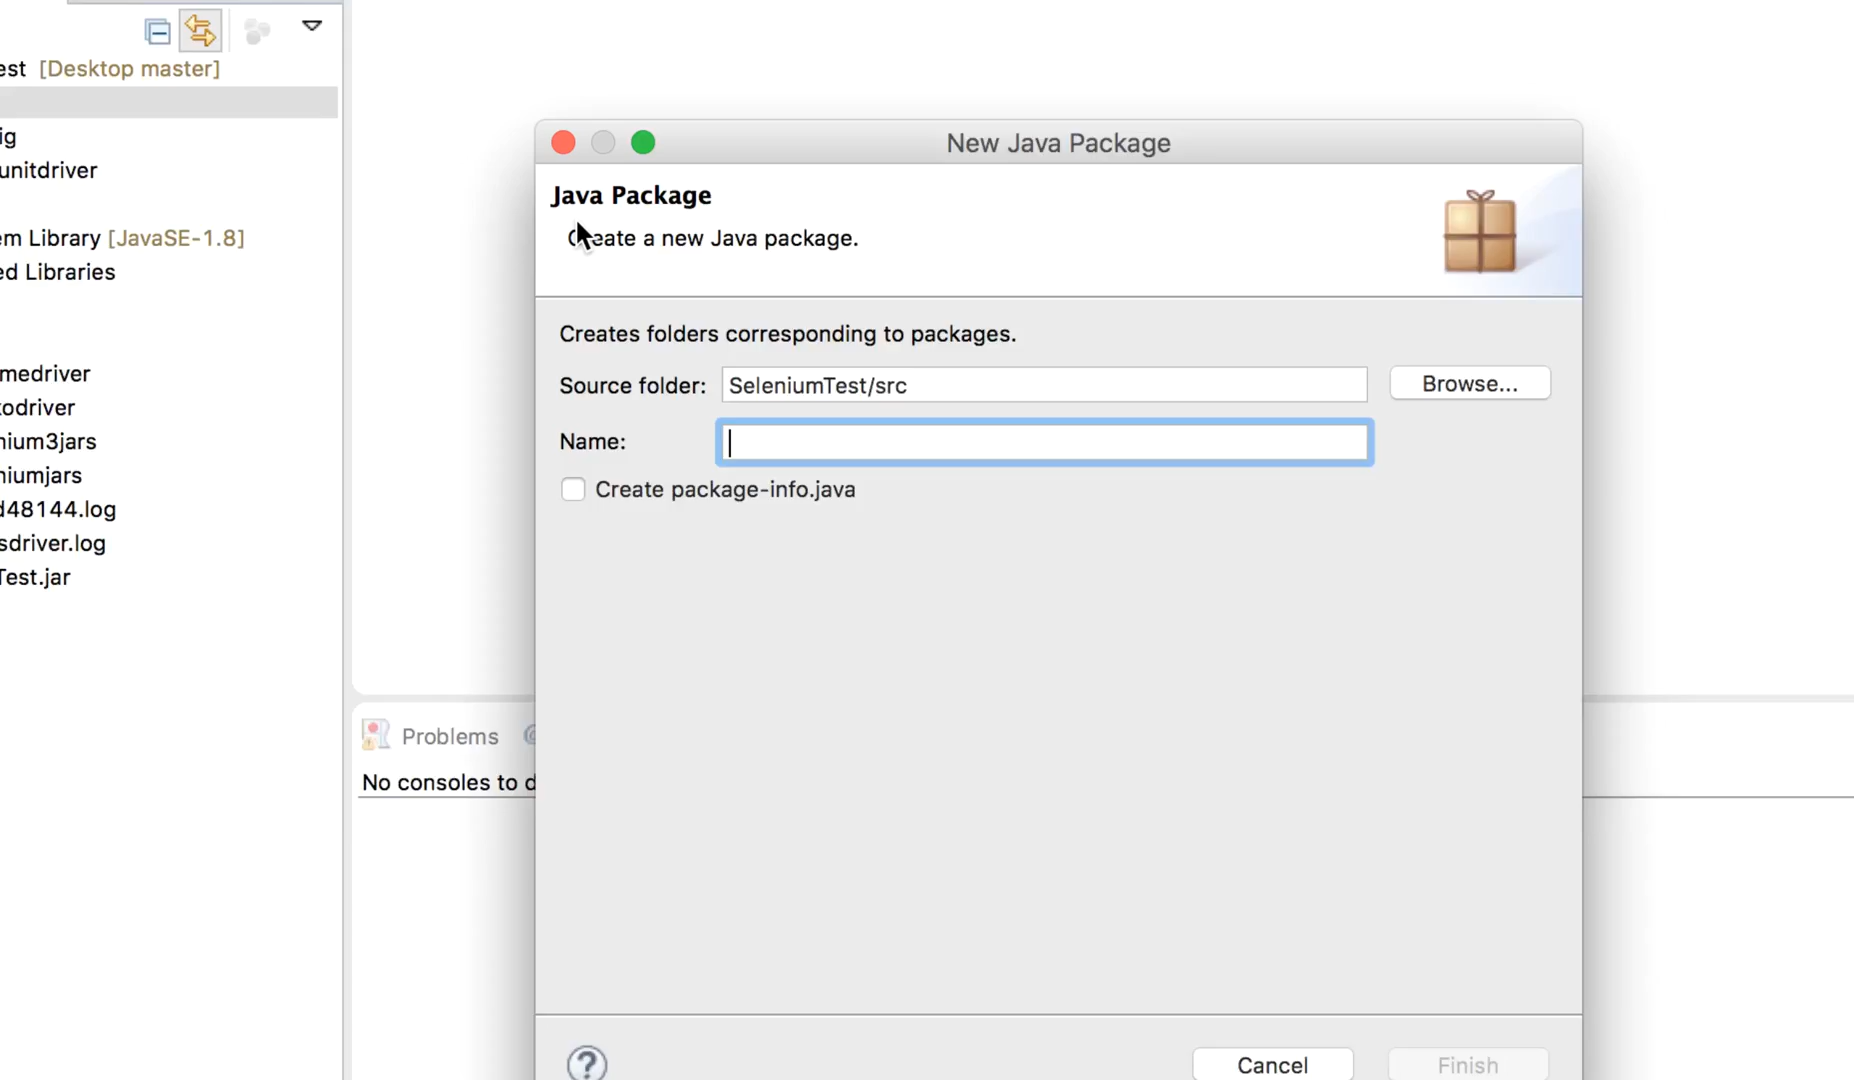 est [Desktop master]
ig
unitdriver
em Library [JavaSE-1.8]
ed Libraries
medriver
odriver
nium3jars
niumjars
d48144.log
sdriver.log
Test.jar
New Java Package
Java Package
Create a new Java package.
Creates folders corresponding to packages.
Source folder: SeleniumTest/src Browse...
Name:
Create package-info.java
Problems
No consoles to d
? Cancel Finish